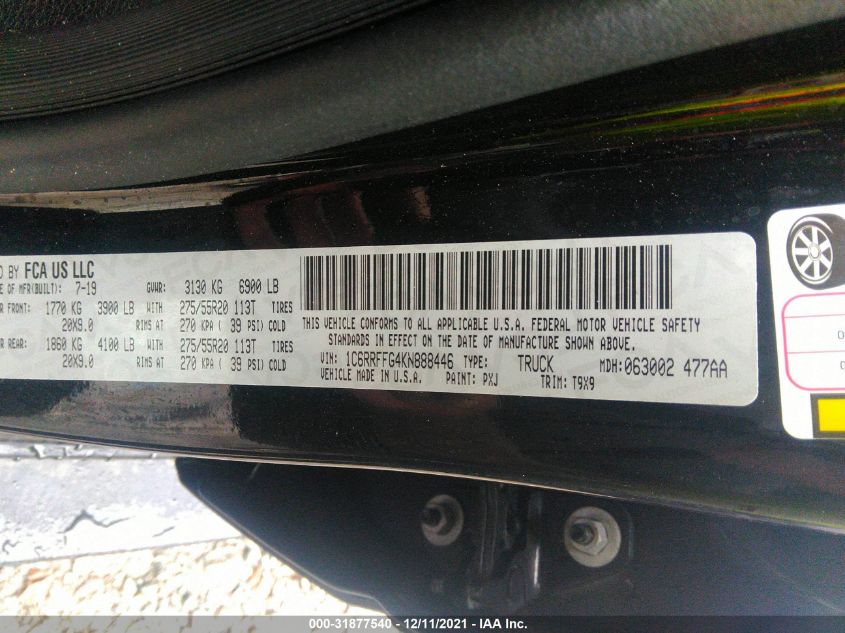 BY FCA US LLC
OF MFR(BUILT): 7-19 GVWR: 3130 KG 6900 LB
FRONT: 1770 KG 3900 LB WITH 275/55R20 113T TIRES
20X9.0 RIMS AT 270 KPA ( 39 PSI) COLD
REAR: 1860 KG 4100 LB WITH 275/55R20 113T TIRES
20X9.0 RIMS AT 270 KPA ( 39 PSI) COLD
THIS VEHICLE CONFORMS TO ALL APPLICABLE U.S.A. FEDERAL MOTOR VEHICLE SAFETY
STANDARDS IN EFFECT ON THE DATE OF MANUFACTURE SHOWN ABOVE.
VIN: 1C6RRFFG4KN888446 TYPE: TRUCK MDH: 063002 477AA
VEHICLE MADE IN U.S.A. PAINT: PXJ TRIM: T9X9
000-31877540 - 12/11/2021 - IAA Inc.